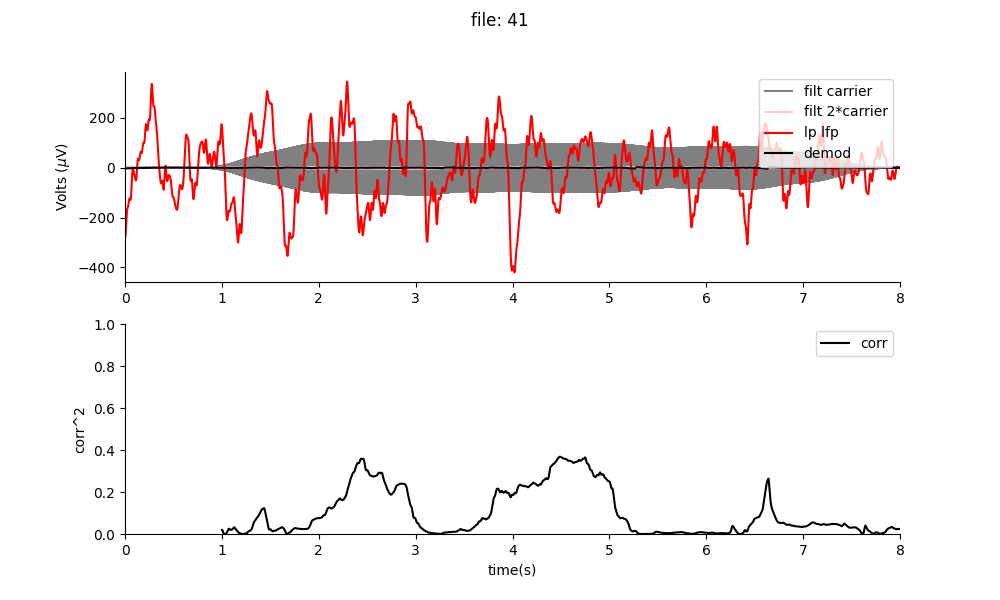 file: 41
Volts (μV)
200
0
−200
−400
filt carrier
filt 2*carrier
lp lfp
demod
0 1 2 3 4 5 6 7 8
corr^2
1.0
0.8
0.6
0.4
0.2
0.0
corr
0 1 2 3 4 5 6 7 8
time(s)